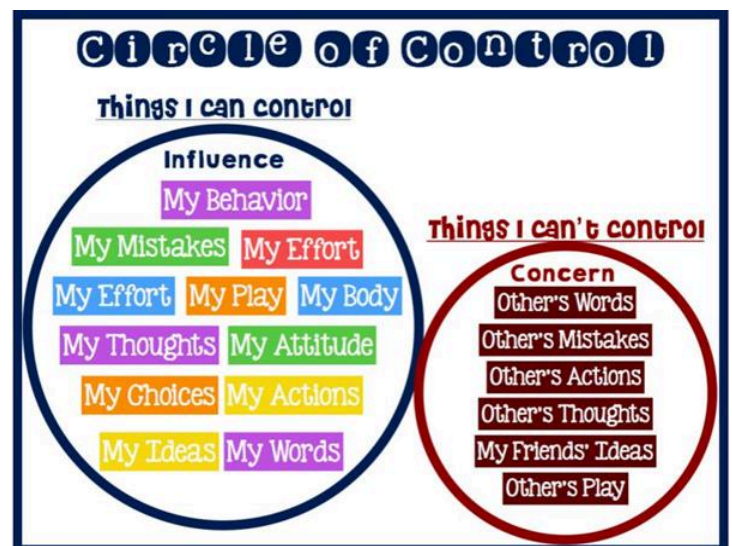 Circle of Control
Things I can control
Influence
My Behavior
My Mistakes My Effort
My Effort My Play My Body
My Thoughts My Attitude
My Choices My Actions
My Ideas My Words
Things I can't control
Concern
Other's Words
Other's Mistakes
Other's Actions
Other's Thoughts
My Friends' Ideas
Other's Play